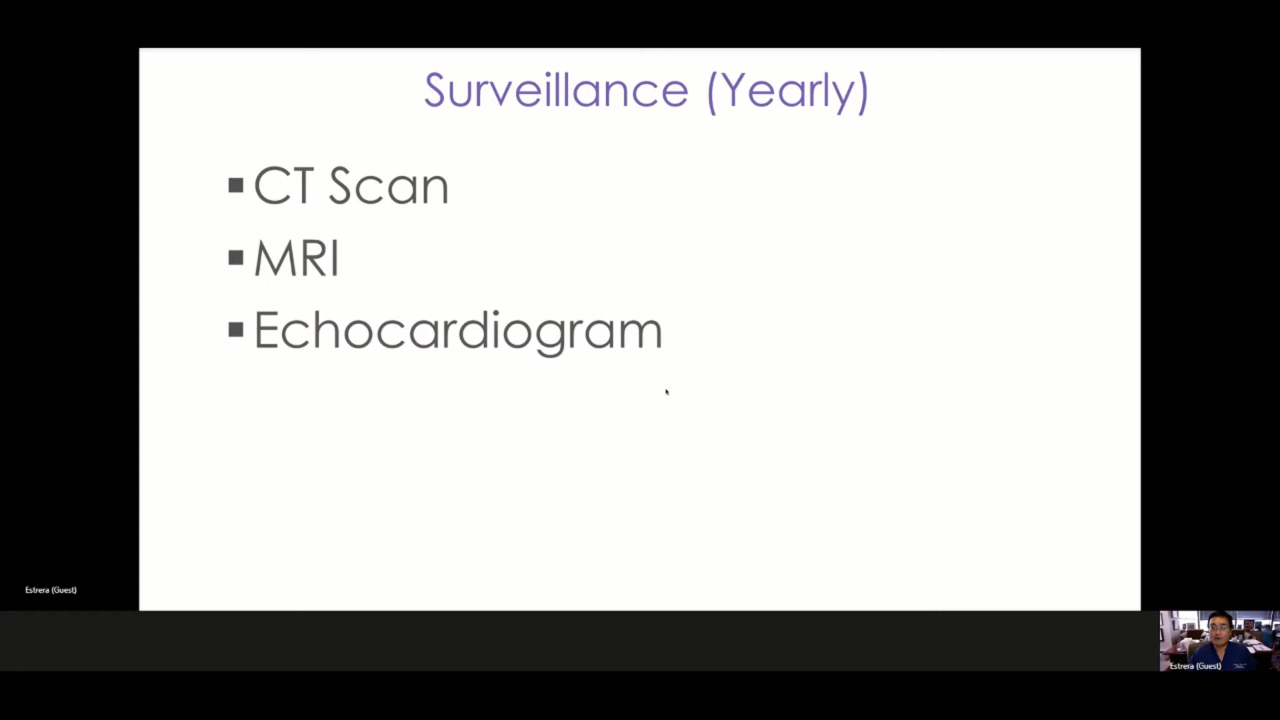 Surveillance (Yearly)
▪ CT Scan
▪ MRI
▪ Echocardiogram
Estrera (Guest)
Estrera (Guest)